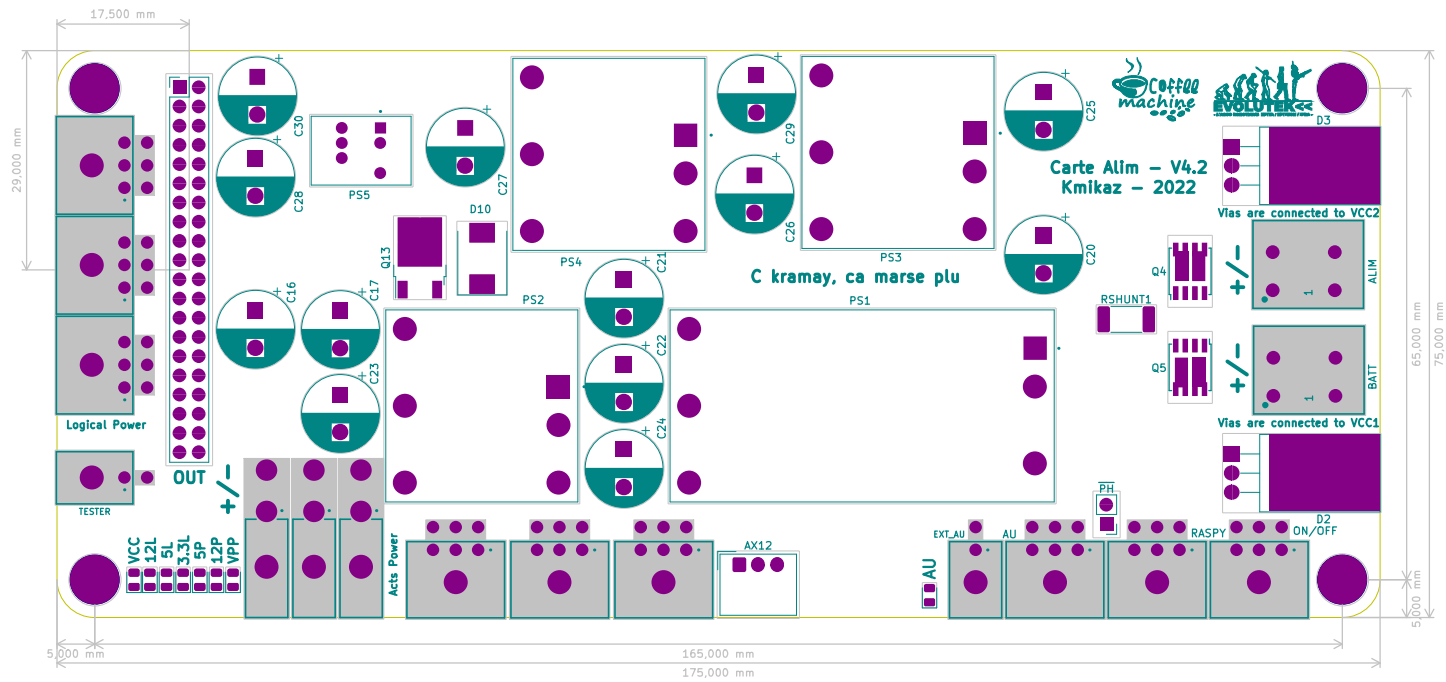 17,500 mm
29,000 mm
C30
C28
PS5
C27
D10
Q13
PS4
C29
C26
PS3
C25
C20
Coffee
machine
EVOLUTEK<<
D3
Carte Alim – V4.2
Kmikaz – 2022
Vias are connected to VCC2
C kramay, ca marse plu
C16
C17
C23
PS2
C21
C22
C24
PS1
Q4
+/-
1
ALIM
RSHUNT1
Q5
+/-
1
BATT
Vias are connected to VCC1
D2
65,000 mm
75,000 mm
5,000 mm
Logical Power
OUT
+/-
TESTER
VCC
12L
5L
3.3L
5P
12P
VPP
Acts Power
AX12
AU
EXT_AU
AU
PH
RASPY
ON/OFF
5,000 mm
165,000 mm
175,000 mm